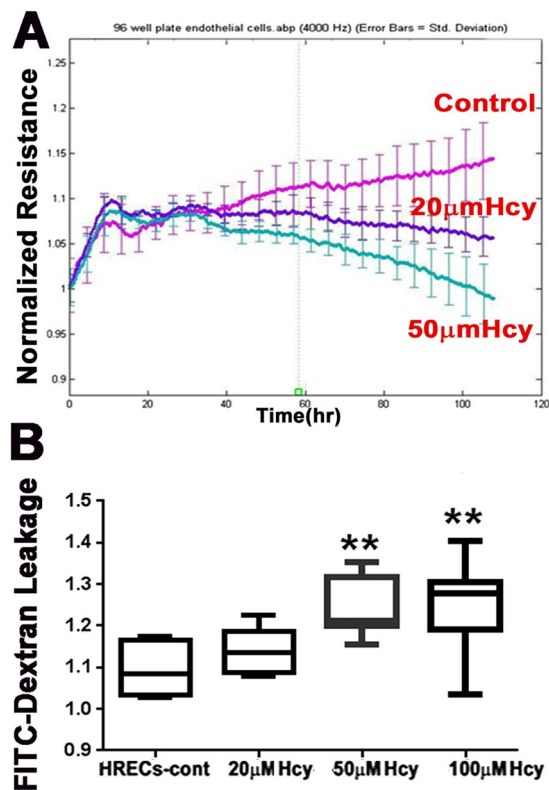 A
96 well plate endothelial cells.abp (4000 Hz) (Error Bars = Std. Deviation)
Normalized Resistance
1.25
1.2
1.15
1.1
1.05
1
0.95
0.9
Control
20μmHcy
50μmHcy
0 20 40 60 80 100 120
Time(hr)
B
FITC-Dextran Leakage
1.5
1.4
1.3
1.2
1.1
1.0
0.9
** **
HRECs-cont 20μM Hcy 50μM Hcy 100μM Hcy